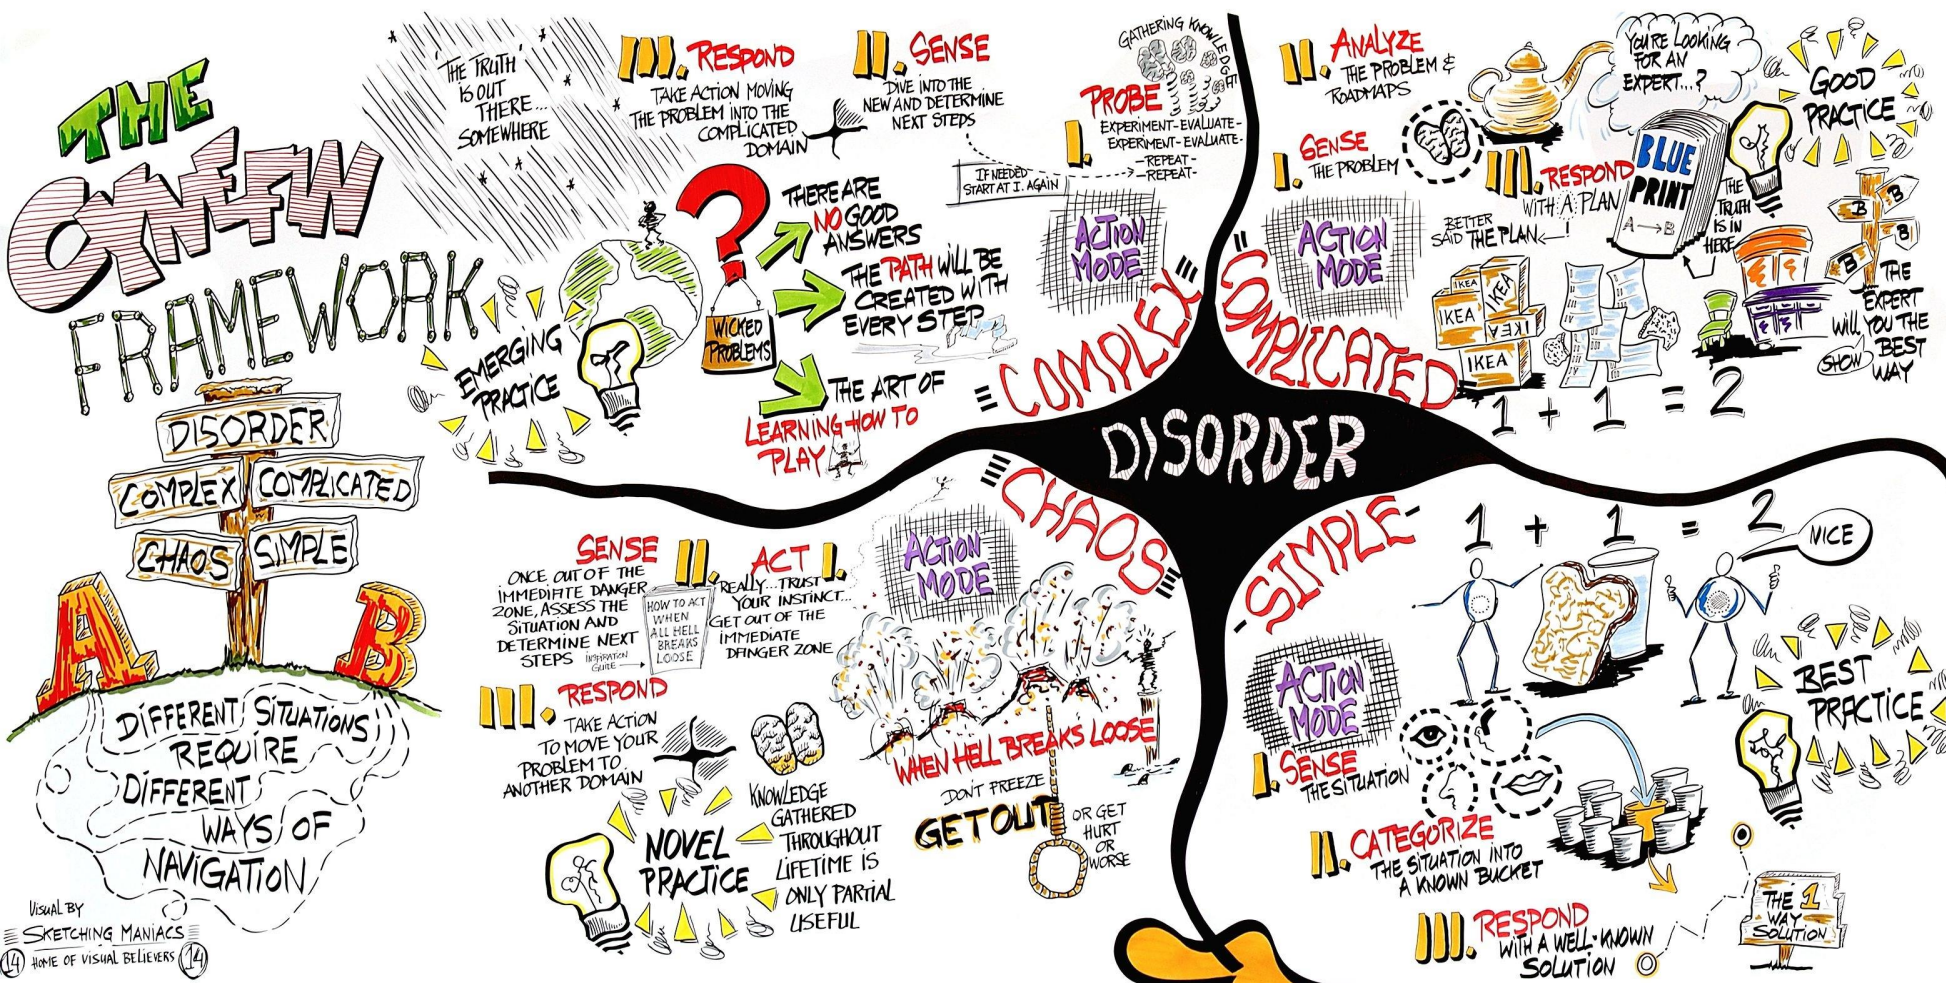 THE
CYNEFIN
FRAMEWORK
DISORDER
COMPLEX
COMPLICATED
CHAOS
SIMPLE
A
B
DIFFERENT SITUATIONS
REQUIRE
DIFFERENT
WAYS OF
NAVIGATION
VISUAL BY
SKETCHING MANIACS
HOME OF VISUAL BELIEVERS
14
14
'THE TRUTH'
IS OUT
THERE...
SOMEWHERE
III. RESPOND
TAKE ACTION MOVING
THE PROBLEM INTO THE
COMPLICATED
DOMAIN
II. SENSE
DIVE INTO THE
NEW AND DETERMINE
NEXT STEPS
GATHERING KNOWLEDGE
I. PROBE
EXPERIMENT-EVALUATE-
EXPERIMENT-EVALUATE-
-REPEAT-
-REPEAT-
IF NEEDED
START AT I. AGAIN
ACTION
MODE
EMERGING
PRACTICE
?
WICKED
PROBLEMS
THERE ARE
NO GOOD
ANSWERS
THE PATH WILL BE
CREATED WITH
EVERY STEP
THE ART OF
LEARNING HOW TO
PLAY
COMPLEX
COMPLICATED
DISORDER
CHAOS
SIMPLE
II. ANALYZE
THE PROBLEM &
ROADMAPS
I. SENSE
THE PROBLEM
ACTION
MODE
YOU'RE LOOKING
FOR AN
EXPERT...?
GOOD
PRACTICE
III. RESPOND
WITH A PLAN
BETTER
SAID THE PLAN
BLUE
PRINT
A → B
THE
TRUTH
IS IN
HERE
B
B
B
B
IKEA
IKEA
IKEA
IKEA
IKEA
IKEA
THE
EXPERT
WILL YOU THE
SHOW BEST
WAY
1 + 1 = 2
SENSE
II.
ONCE OUT OF THE
IMMEDIATE DANGER
ZONE, ASSESS THE
SITUATION AND
DETERMINE NEXT
STEPS
INSPIRATION
GUIDE
HOW TO ACT
WHEN
ALL HELL
BREAKS
LOOSE
ACT I.
REALLY...TRUST
YOUR INSTINCT...
GET OUT OF THE
IMMEDIATE
DANGER ZONE
ACTION
MODE
III. RESPOND
TAKE ACTION
TO MOVE YOUR
PROBLEM TO
ANOTHER DOMAIN
NOVEL
PRACTICE
KNOWLEDGE
GATHERED
THROUGHOUT
LIFETIME IS
ONLY PARTIAL
USEFUL
WHEN HELL BREAKS LOOSE
DON'T FREEZE
GET OUT
OR GET
HURT
OR
WORSE
1 + 1 = 2
NICE
ACTION
MODE
BEST
PRACTICE
I. SENSE
THE SITUATION
II. CATEGORIZE
THE SITUATION INTO
A KNOWN BUCKET
III. RESPOND
WITH A WELL-KNOWN
SOLUTION
THE 1
WAY
SOLUTION